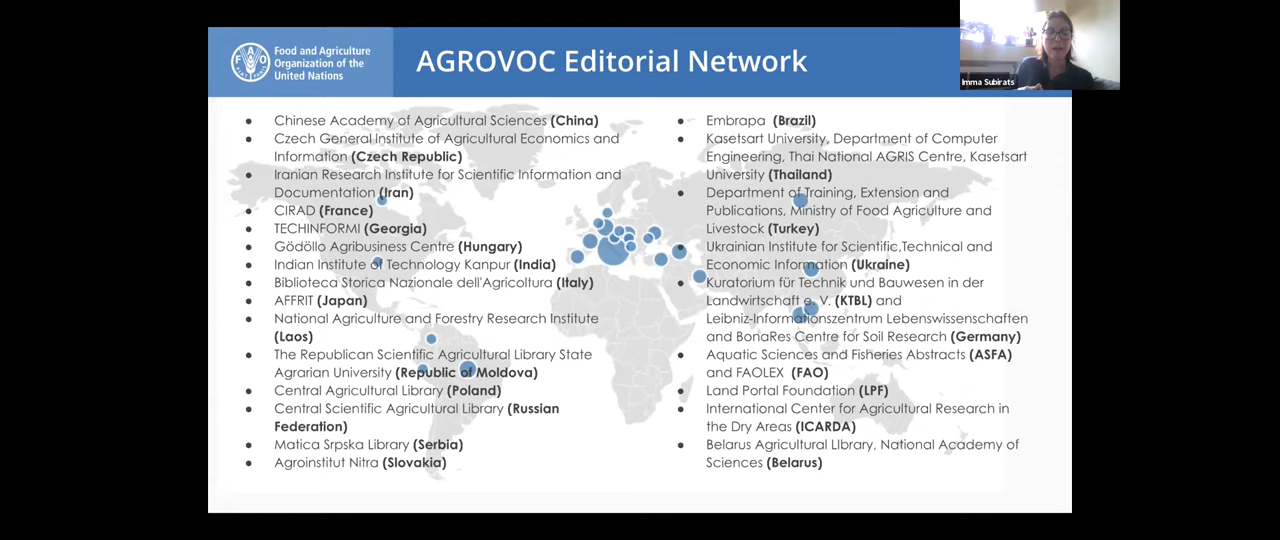 Food and Agriculture
Organization of the
United Nations
AGROVOC Editorial Network
Imma Subirats
• Chinese Academy of Agricultural Sciences (China)
• Czech General Institute of Agricultural Economics and
Information (Czech Republic)
• Iranian Research Institute for Scientific Information and
Documentation (Iran)
• CIRAD (France)
• TECHINFORMI (Georgia)
• Gödöllo Agribusiness Centre (Hungary)
• Indian Institute of Technology Kanpur (India)
• Biblioteca Storica Nazionale dell'Agricoltura (Italy)
• AFFRIT (Japan)
• National Agriculture and Forestry Research Institute
(Laos)
• The Republican Scientific Agricultural Library State
Agrarian University (Republic of Moldova)
• Central Agricultural Library (Poland)
• Central Scientific Agricultural Library (Russian
Federation)
• Matica Srpska Library (Serbia)
• Agroinstitut Nitra (Slovakia)
• Embrapa (Brazil)
• Kasetsart University, Department of Computer
Engineering, Thai National AGRIS Centre, Kasetsart
University (Thailand)
• Department of Training, Extension and
Publications, Ministry of Food Agriculture and
Livestock (Turkey)
• Ukrainian Institute for Scientific,Technical and
Economic Information (Ukraine)
• Kuratorium für Technik und Bauwesen in der
Landwirtschaft e. V. (KTBL) and
Leibniz-Informationszentrum Lebenswissenschaften
and BonaRes Centre for Soil Research (Germany)
• Aquatic Sciences and Fisheries Abstracts (ASFA)
and FAOLEX (FAO)
• Land Portal Foundation (LPF)
• International Center for Agricultural Research in
the Dry Areas (ICARDA)
• Belarus Agricultural LIbrary, National Academy of
Sciences (Belarus)